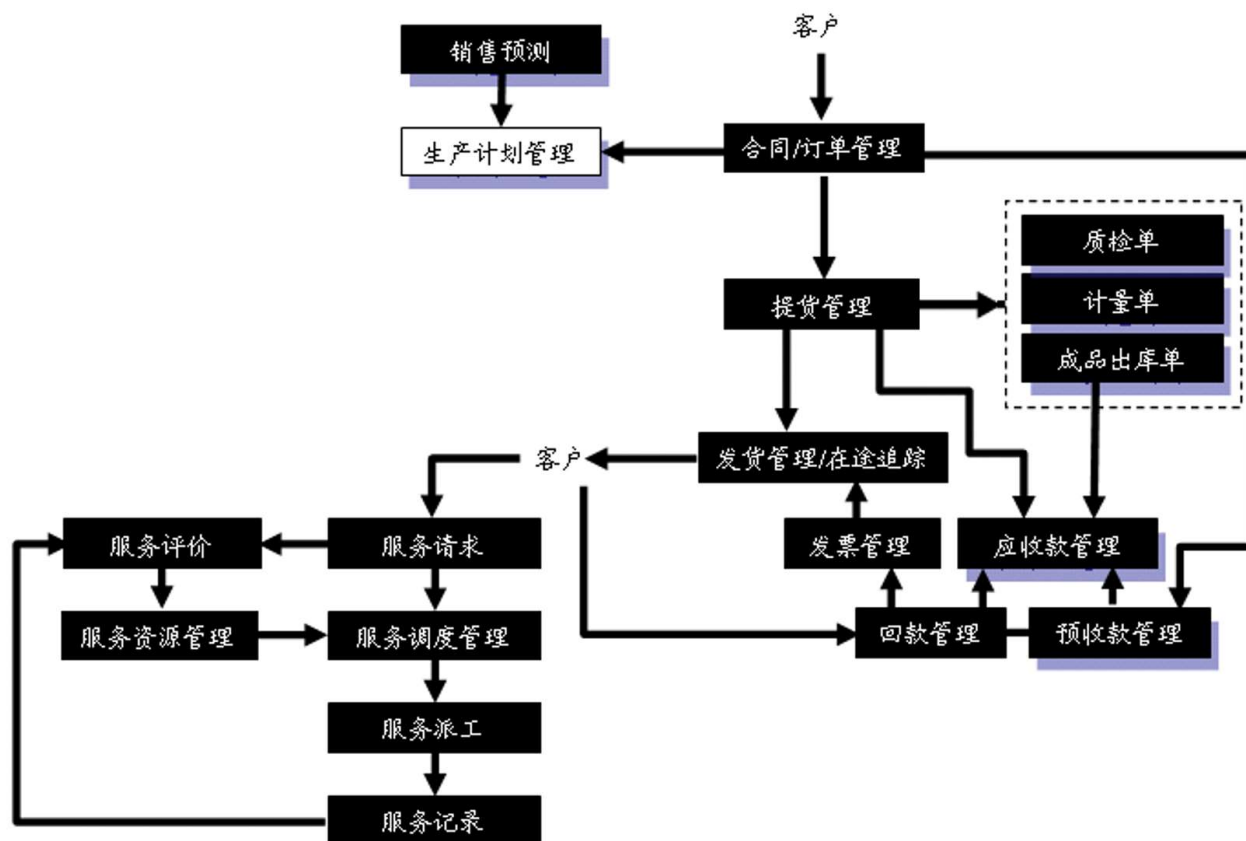 客户
销售预测
生产计划管理
合同/订单管理
质检单
提货管理
计量单
成品出库单
客户
发货管理/在途追踪
服务评价
服务请求
发票管理
应收款管理
服务资源管理
服务调度管理
回款管理
预收款管理
服务派工
服务记录